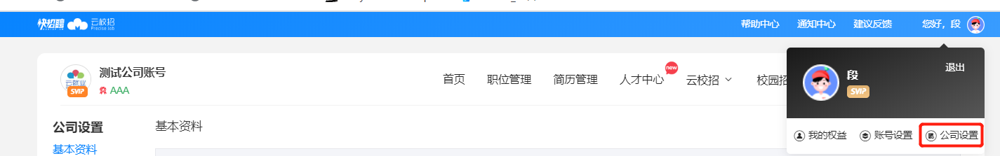 快招聘 云校招
Precise Job
帮助中心 通知中心 建议反馈 您好，段
测试公司账号
云就业
SVIP
AAA
首页 职位管理 简历管理 人才中心 new 云校招 校园招
退出
段
SVIP
我的权益 账号设置 公司设置
公司设置
基本资料
基本资料